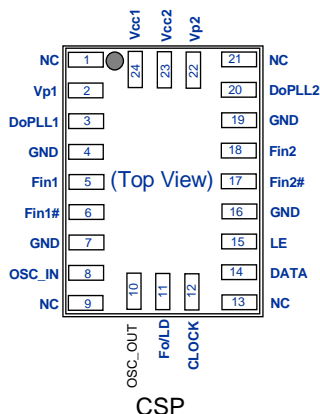 Vcc1 Vcc2 Vp2
NC 1 24 23 22 21 NC
Vp1 2 20 DoPLL2
DoPLL1 3 19 GND
GND 4 18 Fin2
Fin1 5 (Top View) 17 Fin2#
Fin1# 6 16 GND
GND 7 15 LE
OSC_IN 8 14 DATA
NC 9 10 11 12 13 NC
OSC_OUT Fo/LD CLOCK
CSP